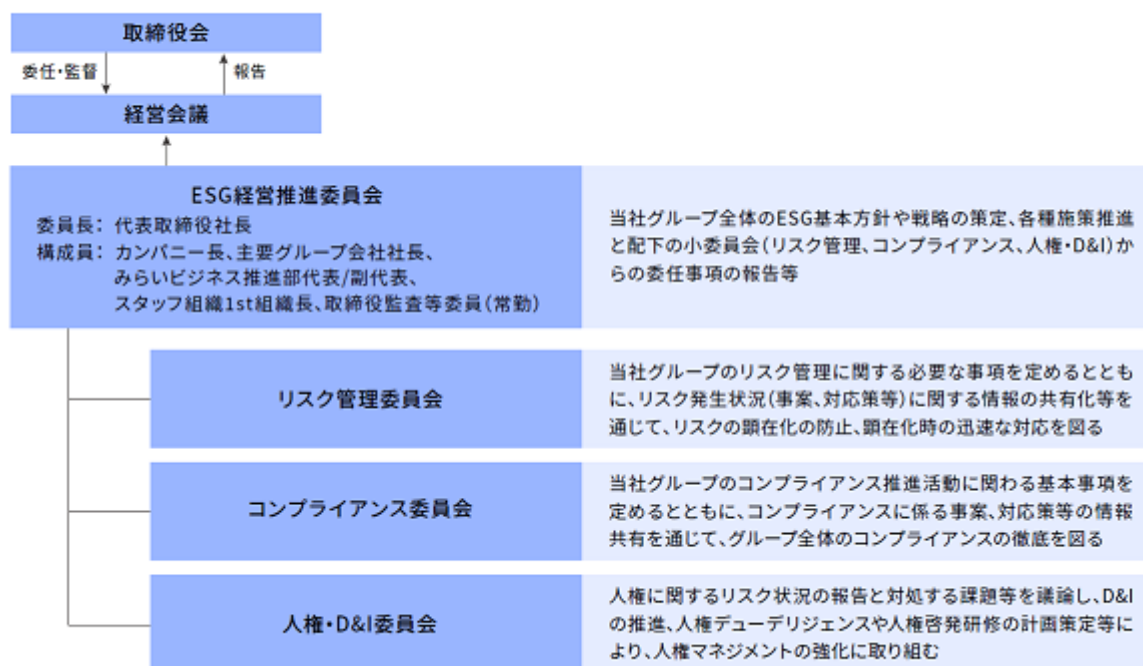 取締役会
委任・監督
報告
経営会議
ESG経営推進委員会
委員長： 代表取締役社長
構成員： カンパニー長、主要グループ会社社長、
みらいビジネス推進部代表/副代表、
スタッフ組織1st組織長、取締役監査等委員（常勤）
当社グループ全体のESG基本方針や戦略の策定、各種施策推進
と配下の小委員会（リスク管理、コンプライアンス、人権・D&I）か
らの委任事項の報告等
リスク管理委員会
当社グループのリスク管理に関する必要な事項を定めるととも
に、リスク発生状況（事案、対応策等）に関する情報の共有化等を
通じて、リスクの顕在化の防止、顕在化時の迅速な対応を図る
コンプライアンス委員会
当社グループのコンプライアンス推進活動に関わる基本事項を
定めるとともに、コンプライアンスに係る事案、対応策等の情報
共有を通じて、グループ全体のコンプライアンスの徹底を図る
人権・D&I委員会
人権に関するリスク状況の報告と対処する課題等を議論し、D&I
の推進、人権デューデリジェンスや人権啓発研修の計画策定等に
より、人権マネジメントの強化に取り組む